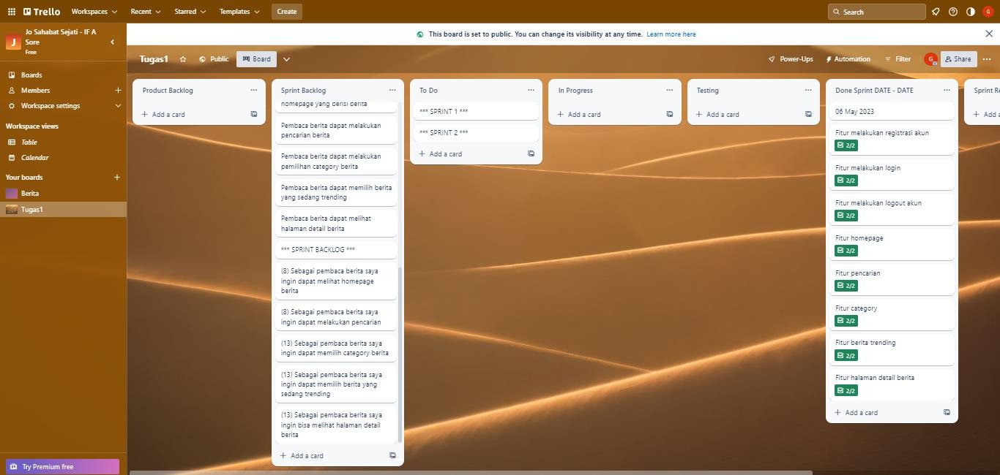 Trello
Workspaces
Recent
Starred
Templates
Create
Search
G
J
Jo Sahabat Sejati - IF A
Sore
Free
This board is set to public. You can change its visibility at any time. Learn more here
Tugas1
Public
Board
Power-Ups
Automation
Filter
G
Share
Boards
Members
Workspace settings
Workspace views
Table
Calendar
Your boards
Berita
Tugas1
Try Premium free
Product Backlog
Add a card
Sprint Backlog
homepage yang berisi berita
Pembaca berita dapat melakukan
pencarian berita
Pembaca berita dapat melakukan
pemilihan category berita
Pembaca berita dapat memilih berita
yang sedang trending
Pembaca berita dapat melihat
halaman detail berita
*** SPRINT BACKLOG ***
(8) Sebagai pembaca berita saya
ingin dapat melihat homepage
berita
(8) Sebagai pembaca berita saya
ingin dapat melakukan pencarian
(13) Sebagai pembaca berita saya
ingin dapat memilih category berita
(13) Sebagai pembaca berita saya
ingin dapat memilih berita yang
sedang trending
(13) Sebagai pembaca berita saya
ingin bisa melihat halaman detail
berita
Add a card
To Do
*** SPRINT 1 ***
*** SPRINT 2 ***
Add a card
In Progress
Add a card
Testing
Add a card
Done Sprint DATE - DATE
06 May 2023
Fitur melakukan registrasi akun
2/2
Fitur melakukan login
2/2
Fitur melakukan logout akun
2/2
Fitur homepage
2/2
Fitur pencarian
2/2
Fitur category
2/2
Fitur berita trending
2/2
Fitur halaman detail berita
2/2
Add a card
Sprint Re
Add a